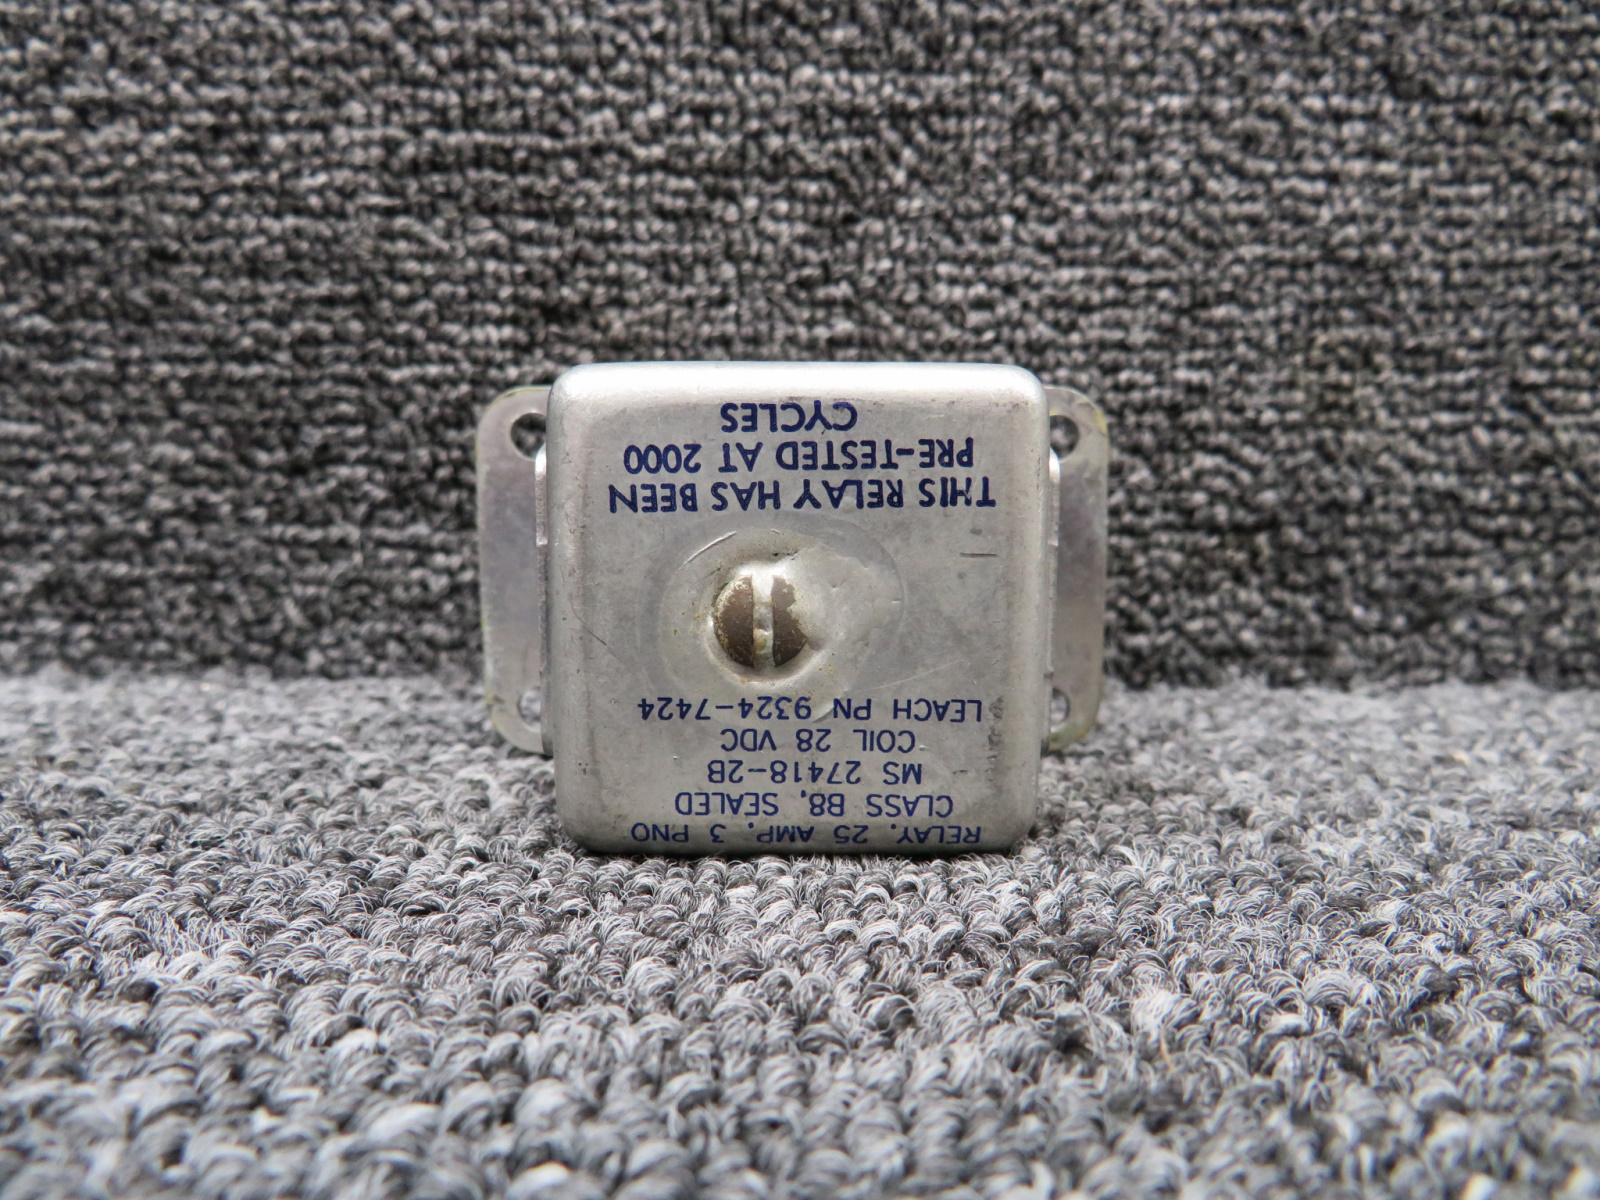 RELAY, 25 AMP, 3 PNO
CLASS B8, SEALED
MS 27418-2B
COIL 28 VDC
LEACH PN 9324-7424
THIS RELAY HAS BEEN
PRE-TESTED AT 2000
CYCLES